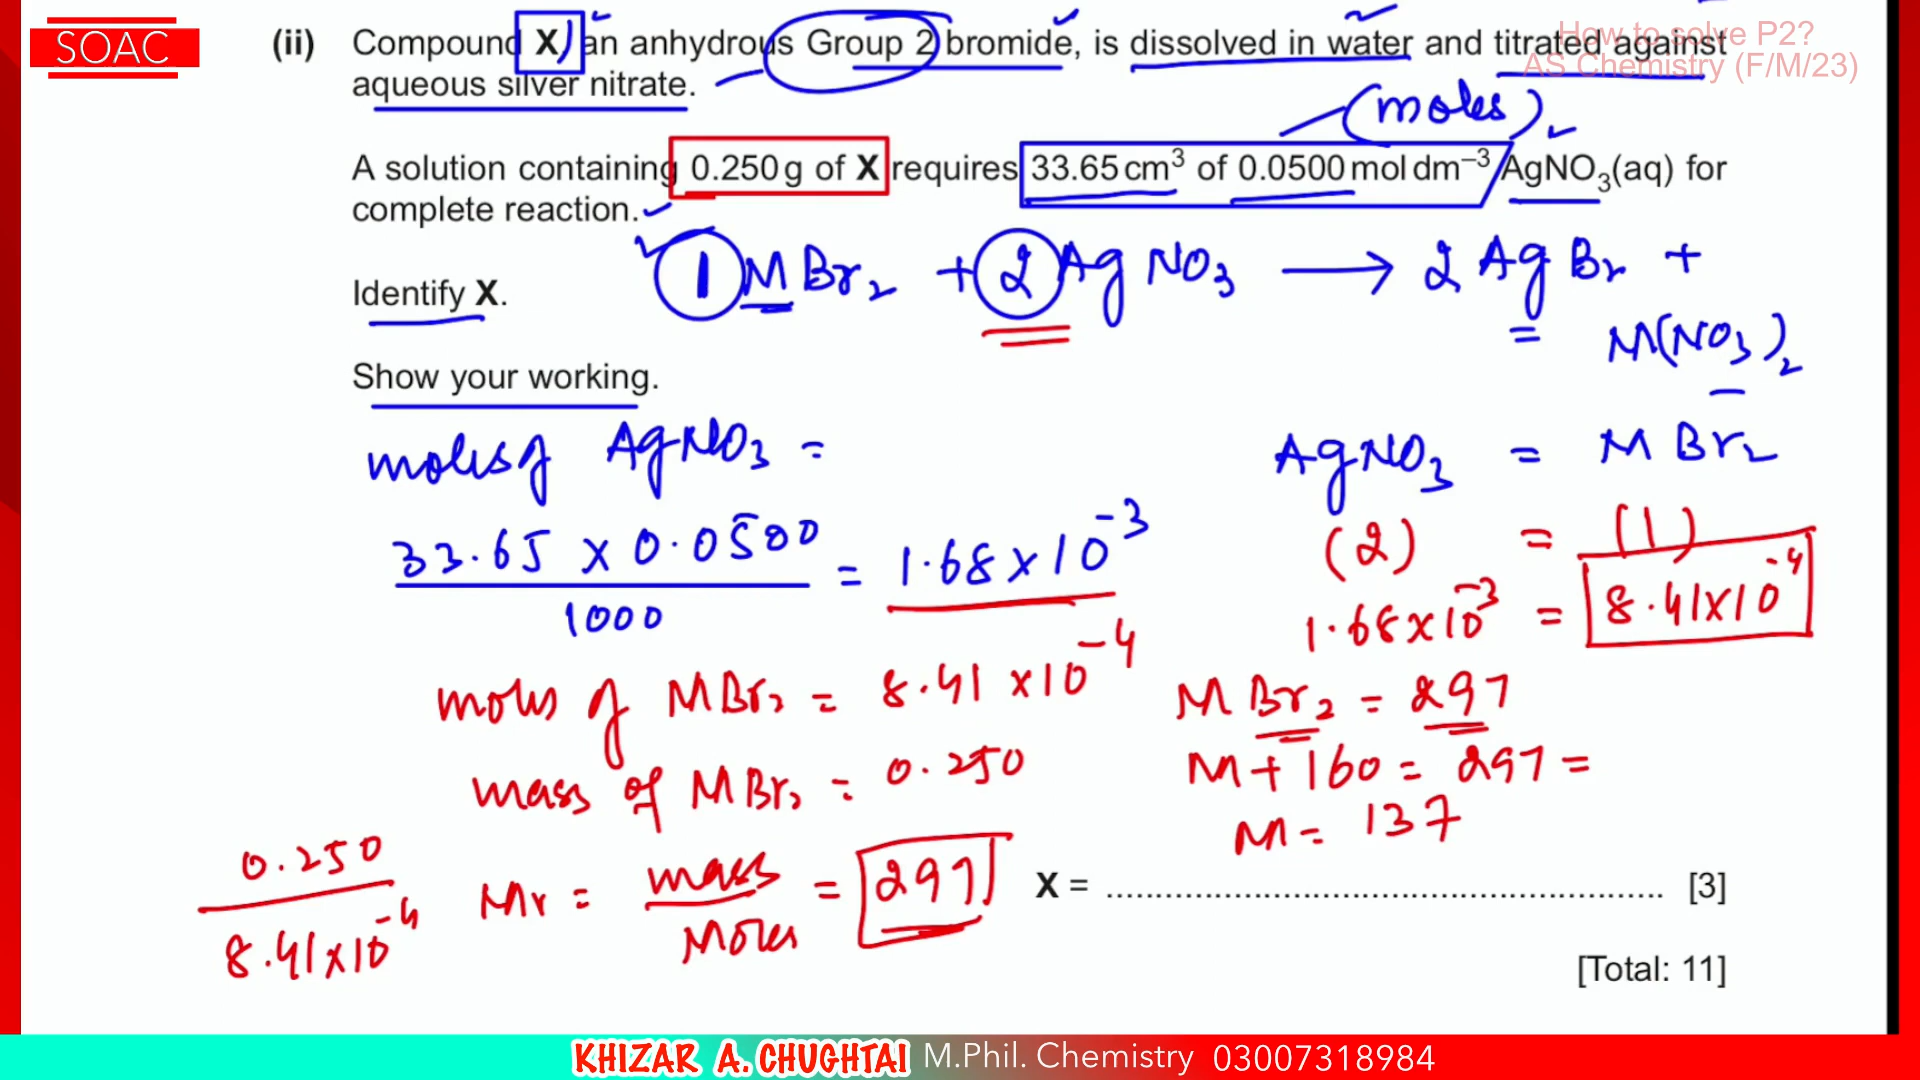 SOAC
How to solve P2?
AS Chemistry (F/M/23)
(ii) Compound X, an anhydrous Group 2 bromide, is dissolved in water and titrated against
aqueous silver nitrate.
(moles)
A solution containing 0.250 g of X requires 33.65 cm³ of 0.0500 mol dm⁻³ AgNO₃(aq) for
complete reaction.
1 MBr₂ + 2 AgNO₃ → 2 AgBr +
M(NO₃)₂
Identify X.
Show your working.
moles of AgNO₃ =
33.65 x 0.0500
1000
= 1.68 x 10⁻³
AgNO₃ = MBr₂
(2) = (1)
1.68x10⁻³ = 8.41x10⁻⁴
moles of MBr₂ = 8.41 x10⁻⁴
mass of MBr₂ = 0.250
0.250
8.41x10⁻⁴
Mr = mass
Moles
= 297
MBr₂ = 297
M + 160 = 297 =
M = 137
X = ........................................................ [3]
[Total: 11]
KHIZAR A. CHUGHTAI M.Phil. Chemistry 03007318984